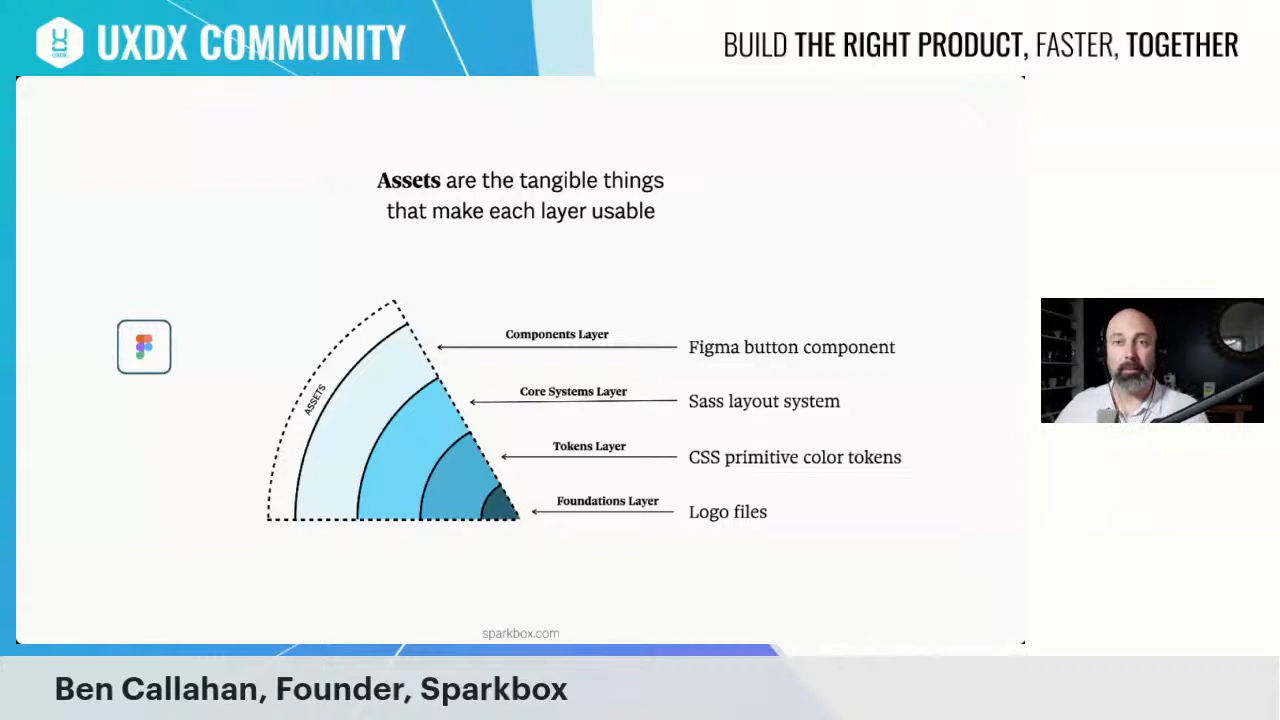 UXDX COMMUNITY
BUILD THE RIGHT PRODUCT, FASTER, TOGETHER
Assets are the tangible things
that make each layer usable
ASSETS
Components Layer
Figma button component
Core Systems Layer
Sass layout system
Tokens Layer
CSS primitive color tokens
Foundations Layer
Logo files
sparkbox.com
Ben Callahan, Founder, Sparkbox